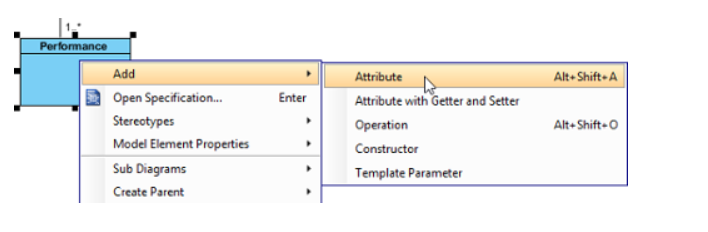 1..*
Performance
Add
Open Specification... Enter
Stereotypes
Model Element Properties
Sub Diagrams
Create Parent
Attribute Alt+Shift+A
Attribute with Getter and Setter
Operation Alt+Shift+O
Constructor
Template Parameter